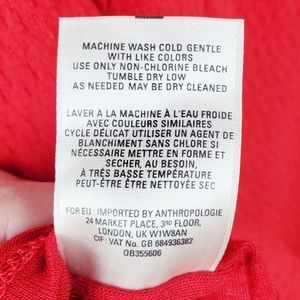 MACHINE WASH COLD GENTLE
WITH LIKE COLORS
USE ONLY NON-CHLORINE BLEACH
TUMBLE DRY LOW
AS NEEDED MAY BE DRY CLEANED
LAVER À LA MACHINE À L'EAU FROIDE
AVEC COULEURS SIMILAIRES
CYCLE DÉLICAT UTILISER UN AGENT DE
BLANCHIMENT SANS CHLORE SI
NÉCESSAIRE METTRE EN FORME ET
SECHER, AU BESOIN,
À TRÉS BASSE TEMPÉRATURE
PEUT-ÊTRE ÊTRE NETTOYÉE SEC
FOR EU : IMPORTED BY ANTHROPOLOGIE
24 MARKET PLACE, 3RD FLOOR,
LONDON, UK W1W8AN
CIF : VAT No. GB 684936382
GB355606